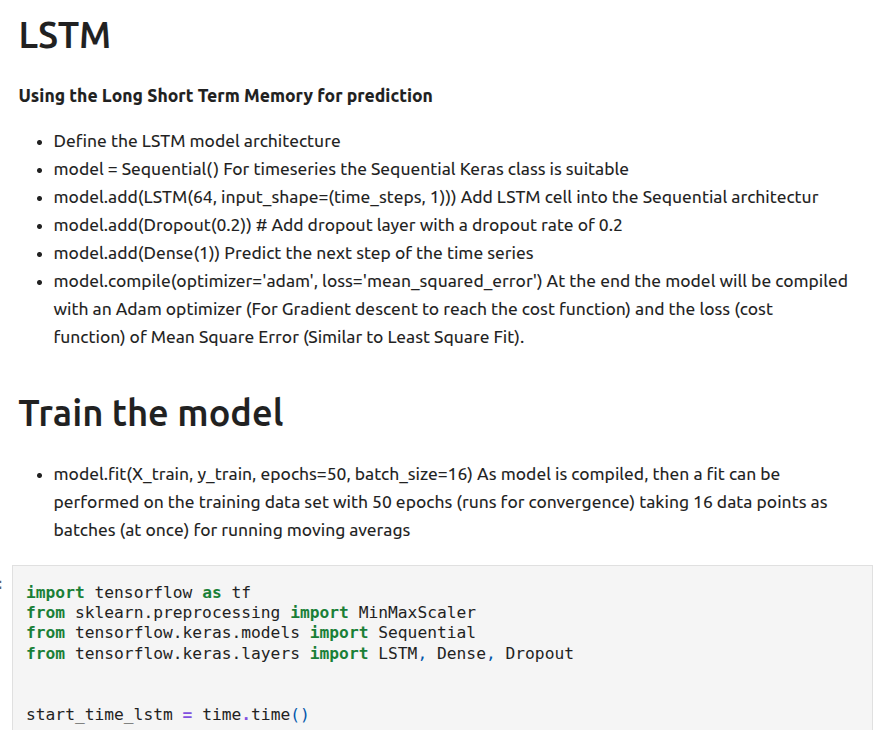 LSTM
Using the Long Short Term Memory for prediction
• Define the LSTM model architecture
• model = Sequential() For timeseries the Sequential Keras class is suitable
• model.add(LSTM(64, input_shape=(time_steps, 1))) Add LSTM cell into the Sequential architectur
• model.add(Dropout(0.2)) # Add dropout layer with a dropout rate of 0.2
• model.add(Dense(1)) Predict the next step of the time series
• model.compile(optimizer='adam', loss='mean_squared_error') At the end the model will be compiled
with an Adam optimizer (For Gradient descent to reach the cost function) and the loss (cost
function) of Mean Square Error (Similar to Least Square Fit).
Train the model
• model.fit(X_train, y_train, epochs=50, batch_size=16) As model is compiled, then a fit can be
performed on the training data set with 50 epochs (runs for convergence) taking 16 data points as
batches (at once) for running moving averags
import tensorflow as tf
from sklearn.preprocessing import MinMaxScaler
from tensorflow.keras.models import Sequential
from tensorflow.keras.layers import LSTM, Dense, Dropout
start_time_lstm = time.time()